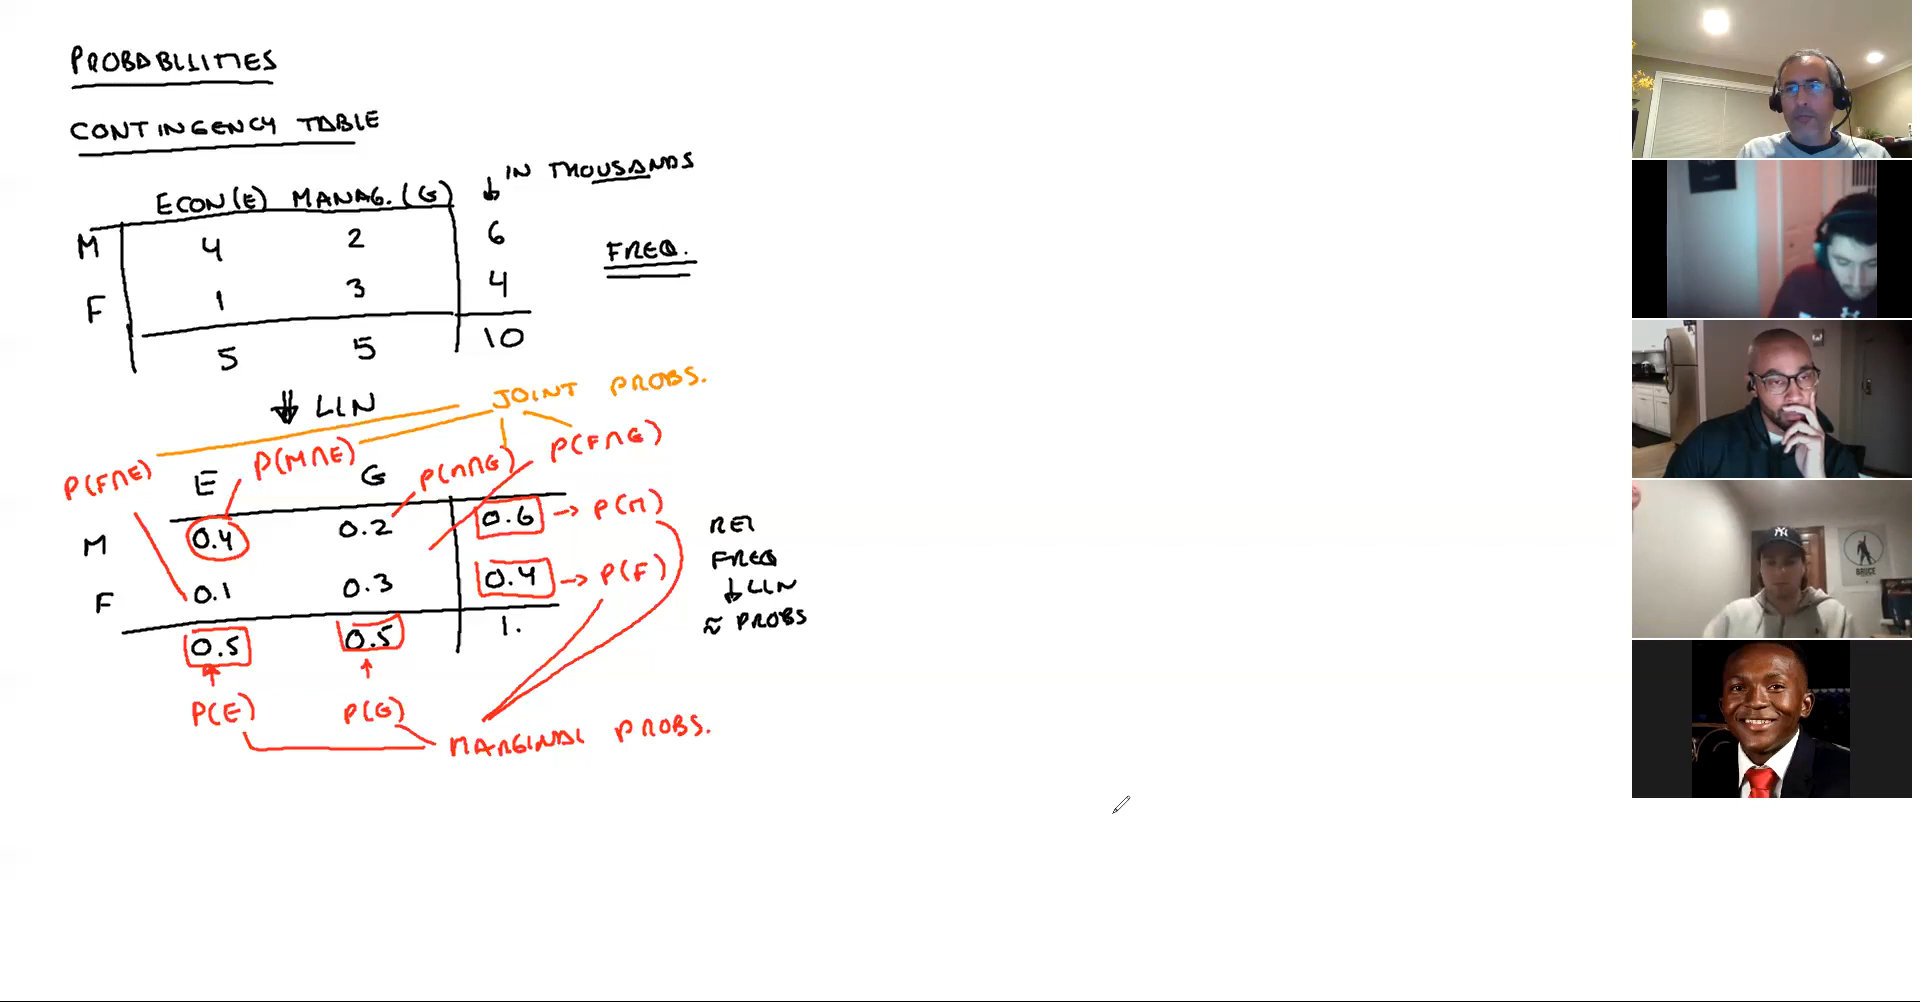 PROBABILITIES
CONTINGENCY TABLE
↓ IN THOUSANDS
ECON(E) MANAG.(G)
M 4 2 6
FREQ.
F 1 3 4
5 5 10
⇓ LLN
JOINT PROBS.
P(F∩E) P(M∩E) P(M∩G) P(F∩G)
E G
M 0.4 0.2 0.6 → P(M)
F 0.1 0.3 0.4 → P(F)
0.5 0.5 1.
REL
FREQ
↓ LLN
≈ PROBS
P(E) P(G)
MARGINAL PROBS.
BRUCE